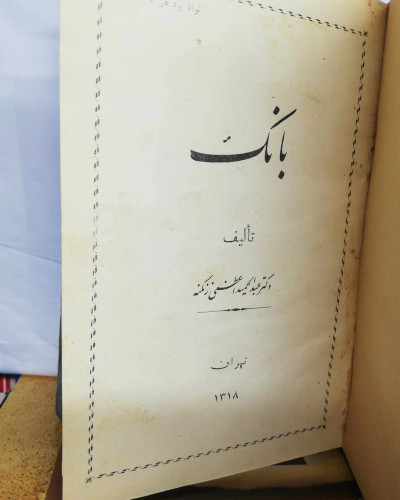 بانک
تألیف
دکتر عبدالحمید اعظمی زنگنه
تهران
۱۳۱۸